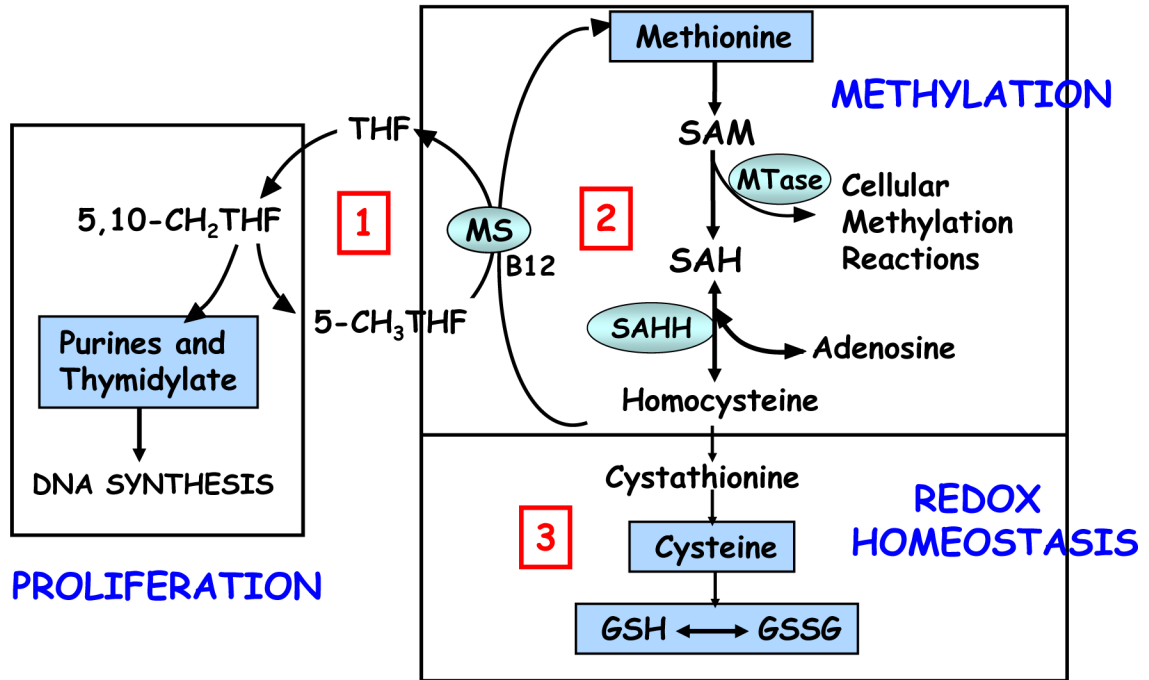 Methionine
METHYLATION
THF
SAM
MTase
Cellular
Methylation
Reactions
1
2
5,10-CH₂THF
MS
B12
SAH
5-CH₃THF
SAHH
Adenosine
Purines and
Thymidylate
Homocysteine
DNA SYNTHESIS
Cystathionine
REDOX
HOMEOSTASIS
3
Cysteine
PROLIFERATION
GSH GSSG